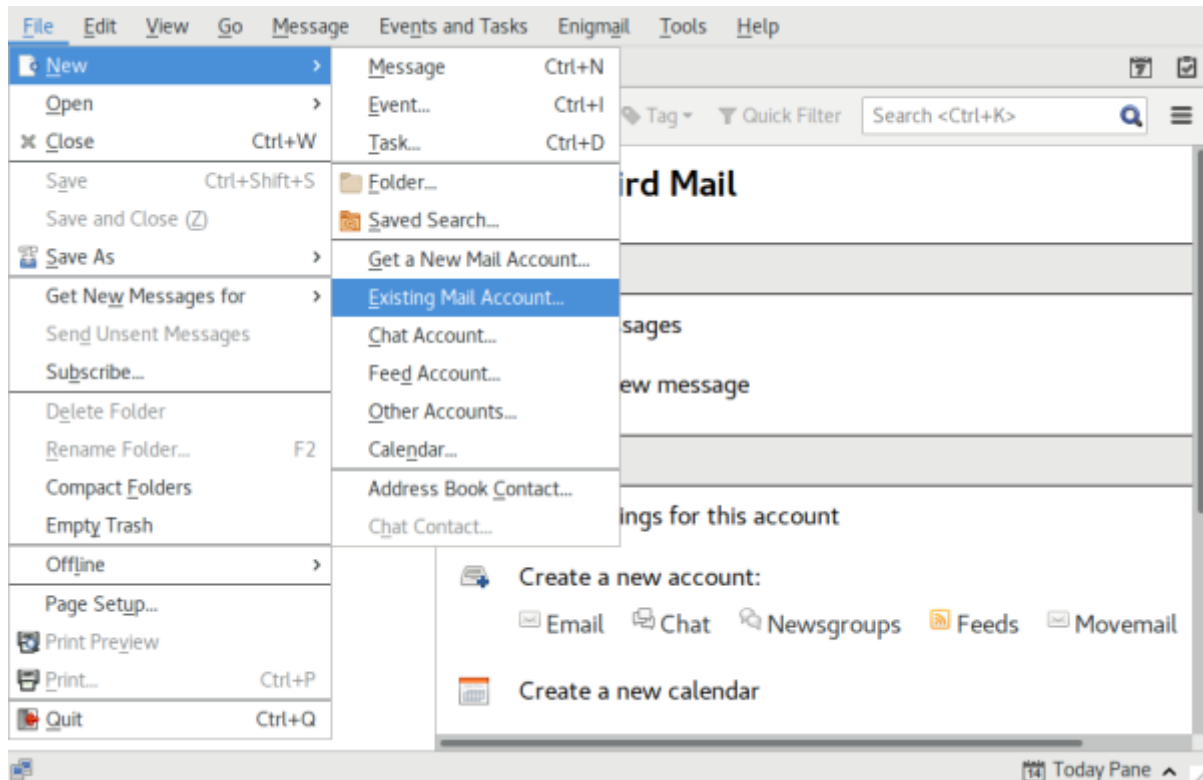 File Edit View Go Message Events and Tasks Enigmail Tools Help
New
Open
Close Ctrl+W
Save Ctrl+Shift+S
Save and Close (Z)
Save As
Get New Messages for
Send Unsent Messages
Subscribe...
Delete Folder
Rename Folder... F2
Compact Folders
Empty Trash
Offline
Page Setup...
Print Preview
Print... Ctrl+P
Quit Ctrl+Q
Message Ctrl+N
Event... Ctrl+I
Task... Ctrl+D
Folder...
Saved Search...
Get a New Mail Account...
Existing Mail Account...
Chat Account...
Feed Account...
Other Accounts...
Calendar...
Address Book Contact...
Chat Contact...
Tag Quick Filter Search <Ctrl+K>
ird Mail
sages
ew message
ings for this account
Create a new account:
Email Chat Newsgroups Feeds Movemail
Create a new calendar
14 Today Pane